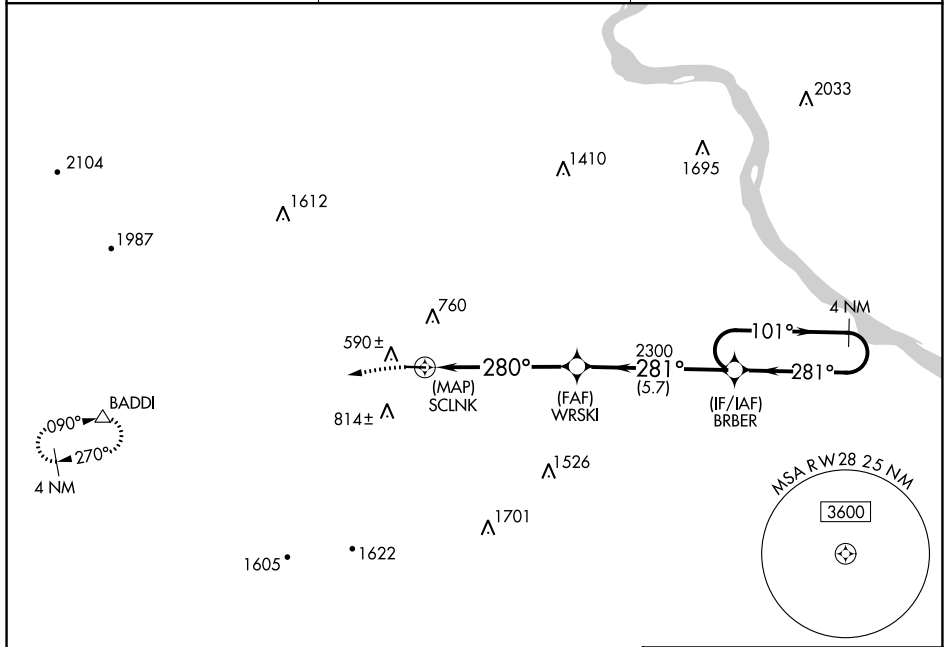 2033
1410
1695
2104
1612
1987
760
4 NM
101°
590 ±
2300
280°
281°
281°
(5.7)
(MAP)
SCLNK
(FAF)
WRSKI
(IF/IAF)
BRBER
BADDI
090°
814 ±
270°
4 NM
1526
MSA RW28 25 NM
3600
1701
1622
1605